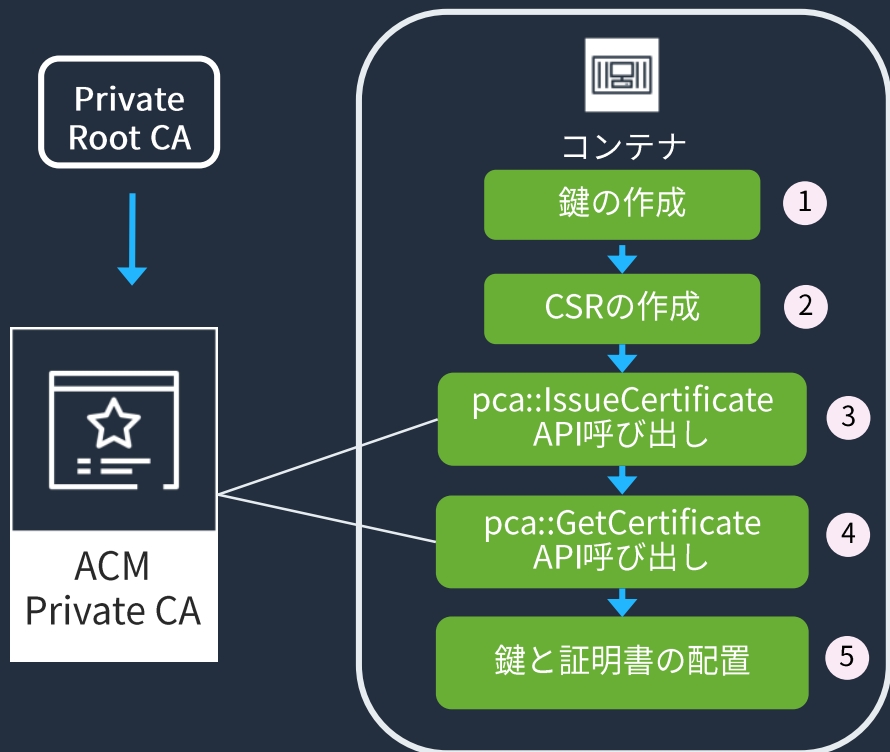 Private
Root CA
ACM
Private CA
コンテナ
鍵の作成
1
CSRの作成
2
pca::IssueCertificate
API呼び出し
3
pca::GetCertificate
API呼び出し
4
鍵と証明書の配置
5